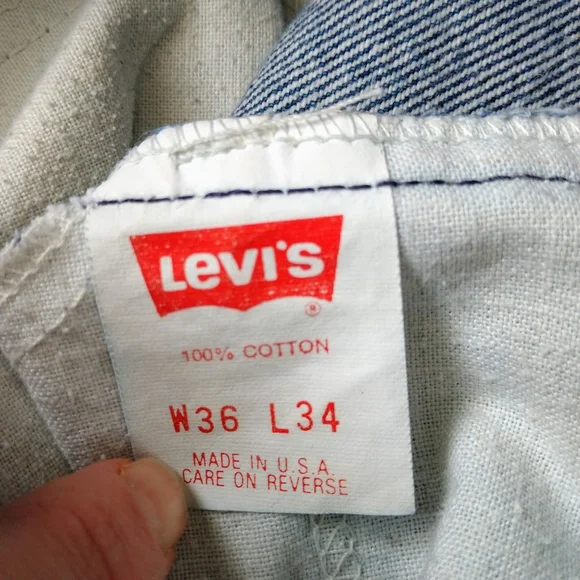 Levi's
®
100% COTTON
W36 L34
MADE IN U.S.A.
CARE ON REVERSE